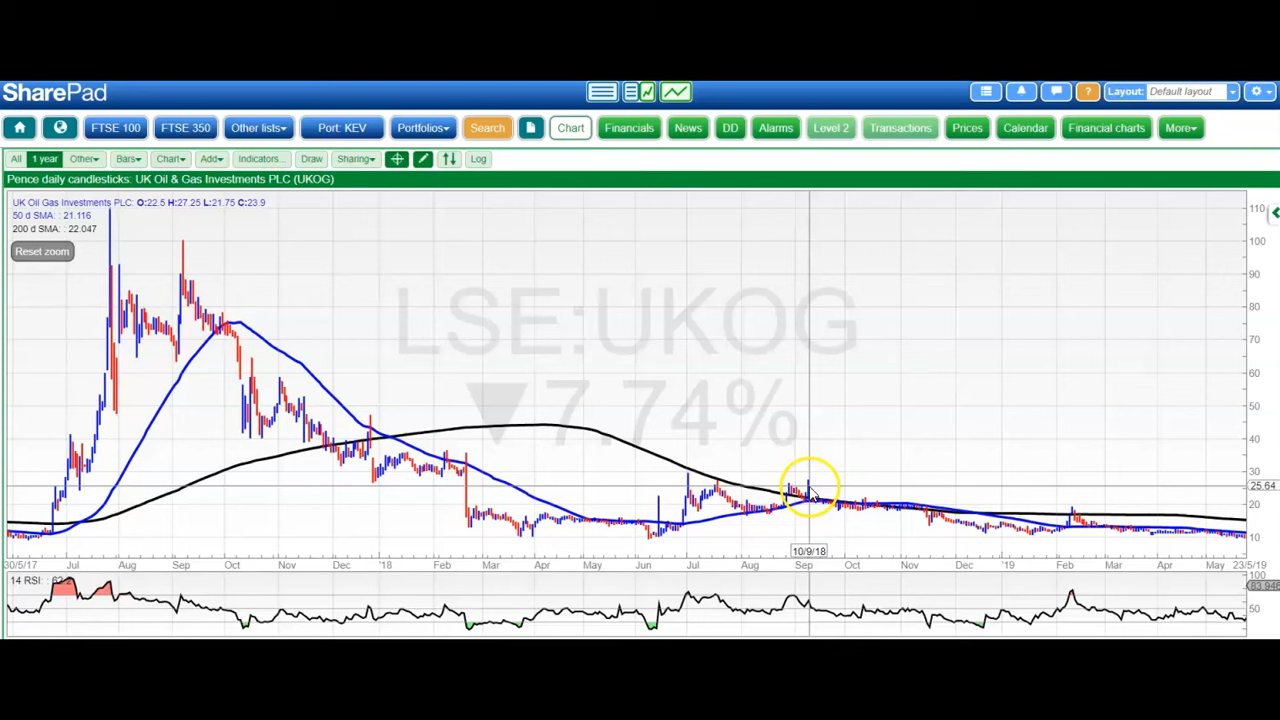 SharePad
Layout: Default layout
FTSE 100 FTSE 350 Other lists Port: KEV Portfolios Search Chart Financials News DD Alarms Level 2 Transactions Prices Calendar Financial charts More
All 1 year Other Bars Chart Add Indicators... Draw Sharing Log
Pence daily candlesticks: UK Oil & Gas Investments PLC (UKOG)
UK Oil Gas Investments PLC: O:22.5 H:27.25 L:21.75 C:23.9
50 d SMA: : 21.116
200 d SMA: : 22.047
Reset zoom
LSE:UKOG
▼7.74%
110
100
90
80
70
60
50
40
30
25.64
20
10
10/9/18
30/5/17 Jul Aug Sep Oct Nov Dec '18 Feb Mar Apr May Jun Jul Aug Sep Oct Nov Dec '19 Feb Mar Apr May 23/5/19
14 RSI: :
100
50